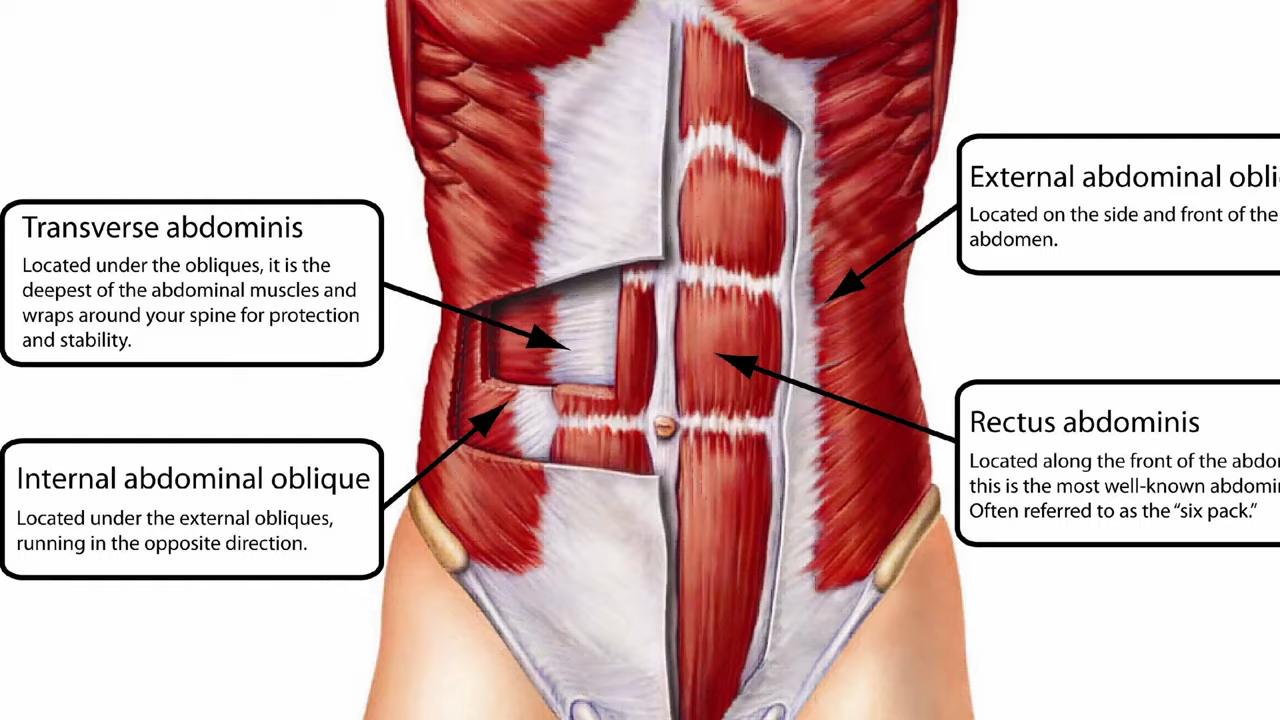 Transverse abdominis
Located under the obliques, it is the
deepest of the abdominal muscles and
wraps around your spine for protection
and stability.
Internal abdominal oblique
Located under the external obliques,
running in the opposite direction.
External abdominal
Located on the side and front of the
abdomen.
Rectus abdominis
Located along the front of the
this is the most well-known
Often referred to as the “six pack.”